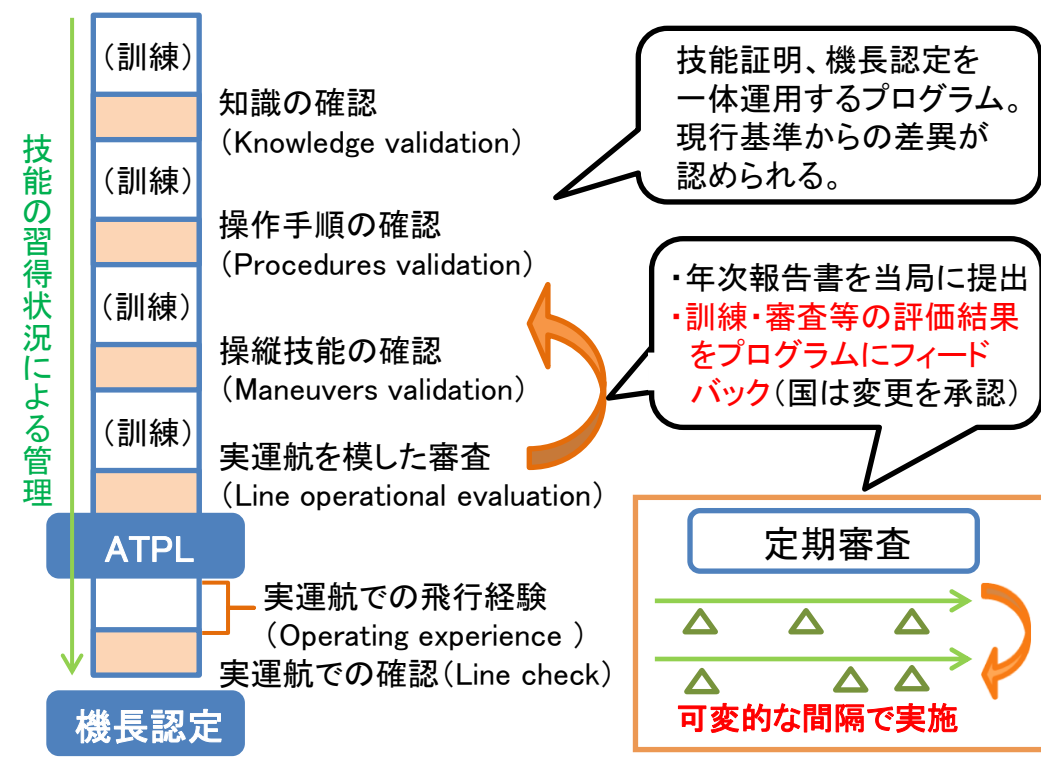 技能の習得状況による管理
（訓練）
知識の確認
（Knowledge validation）
（訓練）
操作手順の確認
（Procedures validation）
（訓練）
操縦技能の確認
（Maneuvers validation）
（訓練）
実運航を模した審査
（Line operational evaluation）
ATPL
実運航での飛行経験
（Operating experience ）
実運航での確認（Line check）
機長認定
技能証明、機長認定を
一体運用するプログラム。
現行基準からの差異が
認められる。
・年次報告書を当局に提出
・訓練・審査等の評価結果
をプログラムにフィード
バック（国は変更を承認）
定期審査
可変的な間隔で実施